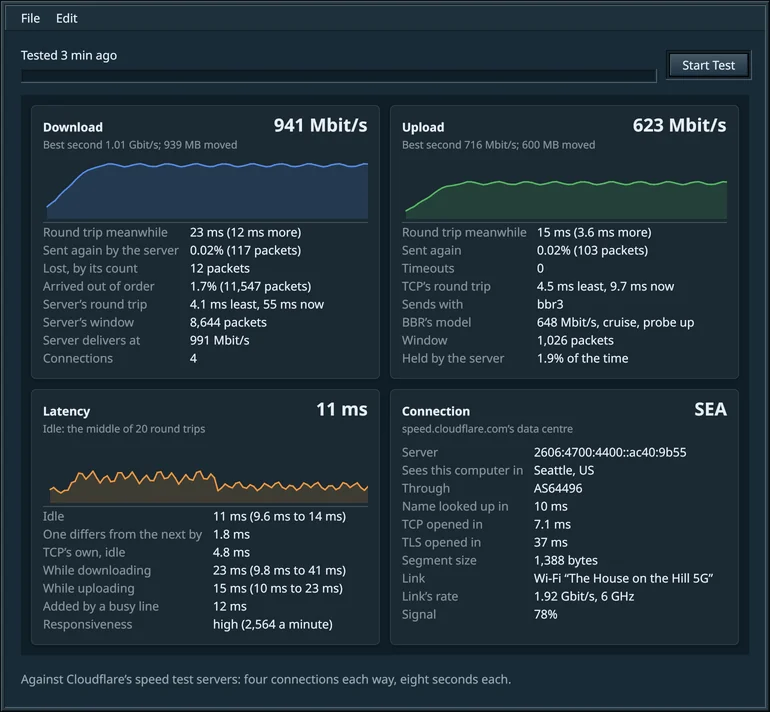 File Edit
Tested 3 min ago
Start Test
Download 941 Mbit/s
Best second 1.01 Gbit/s; 939 MB moved
Round trip meanwhile 23 ms (12 ms more)
Sent again by the server 0.02% (117 packets)
Lost, by its count 12 packets
Arrived out of order 1.7% (11,547 packets)
Server’s round trip 4.1 ms least, 55 ms now
Server’s window 8,644 packets
Server delivers at 991 Mbit/s
Connections 4
Upload 623 Mbit/s
Best second 716 Mbit/s; 600 MB moved
Round trip meanwhile 15 ms (3.6 ms more)
Sent again 0.02% (103 packets)
Timeouts 0
TCP’s round trip 4.5 ms least, 9.7 ms now
Sends with bbr3
BBR’s model 648 Mbit/s, cruise, probe up
Window 1,026 packets
Held by the server 1.9% of the time
Latency 11 ms
Idle: the middle of 20 round trips
Idle 11 ms (9.6 ms to 14 ms)
One differs from the next by 1.8 ms
TCP’s own, idle 4.8 ms
While downloading 23 ms (9.8 ms to 41 ms)
While uploading 15 ms (10 ms to 23 ms)
Added by a busy line 12 ms
Responsiveness high (2,564 a minute)
Connection SEA
speed.cloudflare.com’s data centre
Server 2606:4700:4400::ac40:9b55
Sees this computer in Seattle, US
Through AS64496
Name looked up in 10 ms
TCP opened in 7.1 ms
TLS opened in 37 ms
Segment size 1,388 bytes
Link Wi-Fi “The House on the Hill 5G”
Link’s rate 1.92 Gbit/s, 6 GHz
Signal 78%
Against Cloudflare’s speed test servers: four connections each way, eight seconds each.